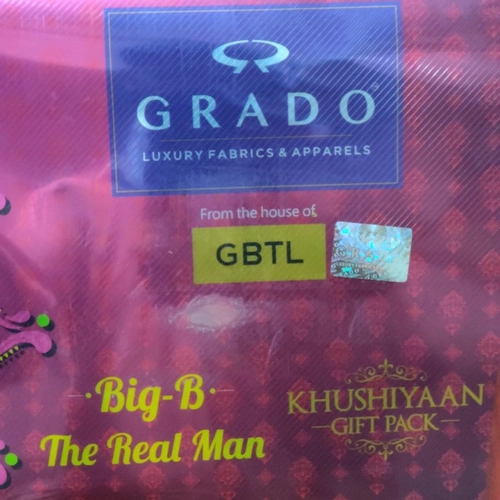 GRADO
LUXURY FABRICS & APPARELS
From the house of
GBTL
Big-B
The Real Man
KHUSHIYAAN
GIFT PACK